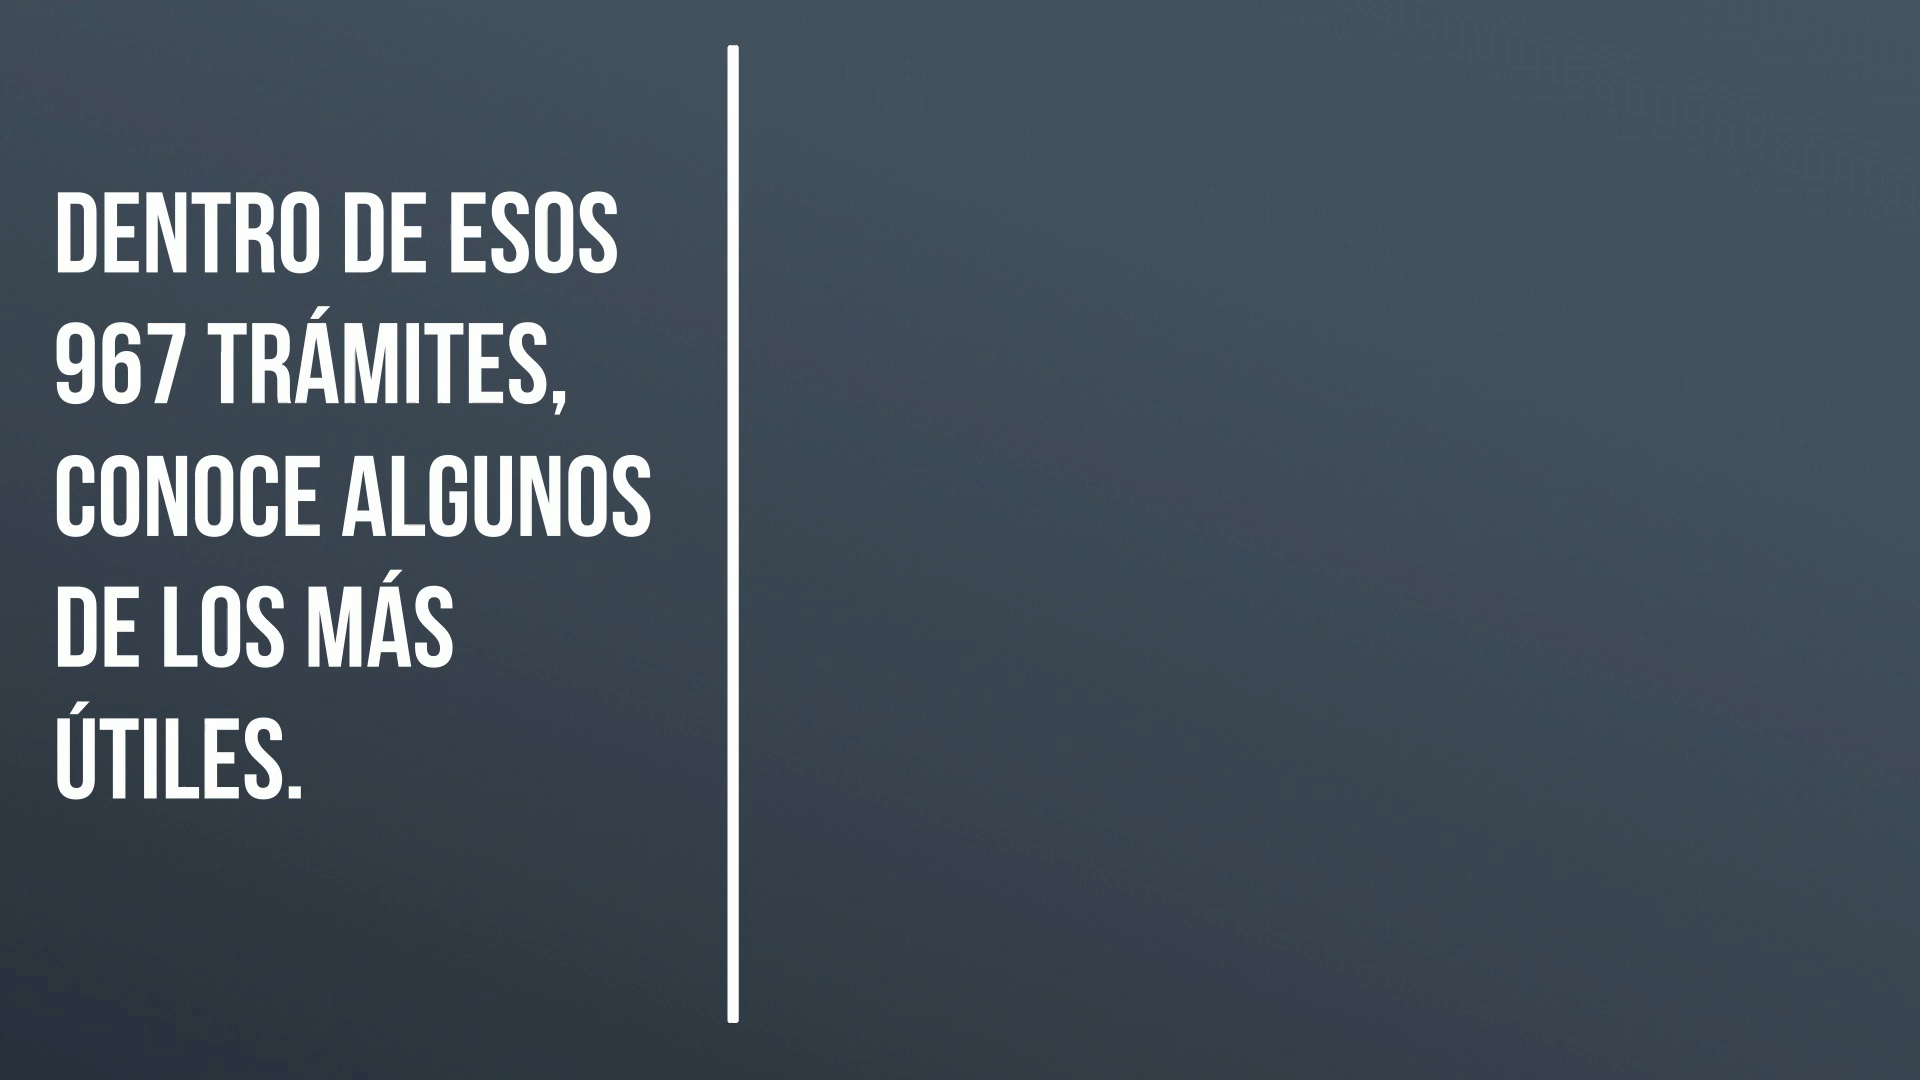 DENTRO DE ESOS
967 TRÁMITES,
CONOCE ALGUNOS
DE LOS MÁS
ÚTILES.